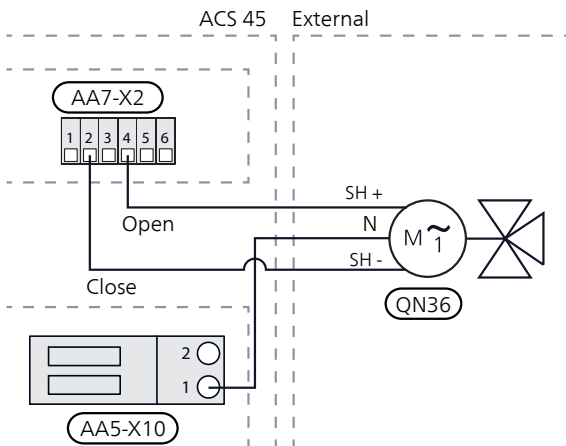 ACS 45 External
AA7-X2
1 2 3 4 5 6
SH +
Open
N
M ~ 1
SH -
Close
QN36
2
1
AA5-X10